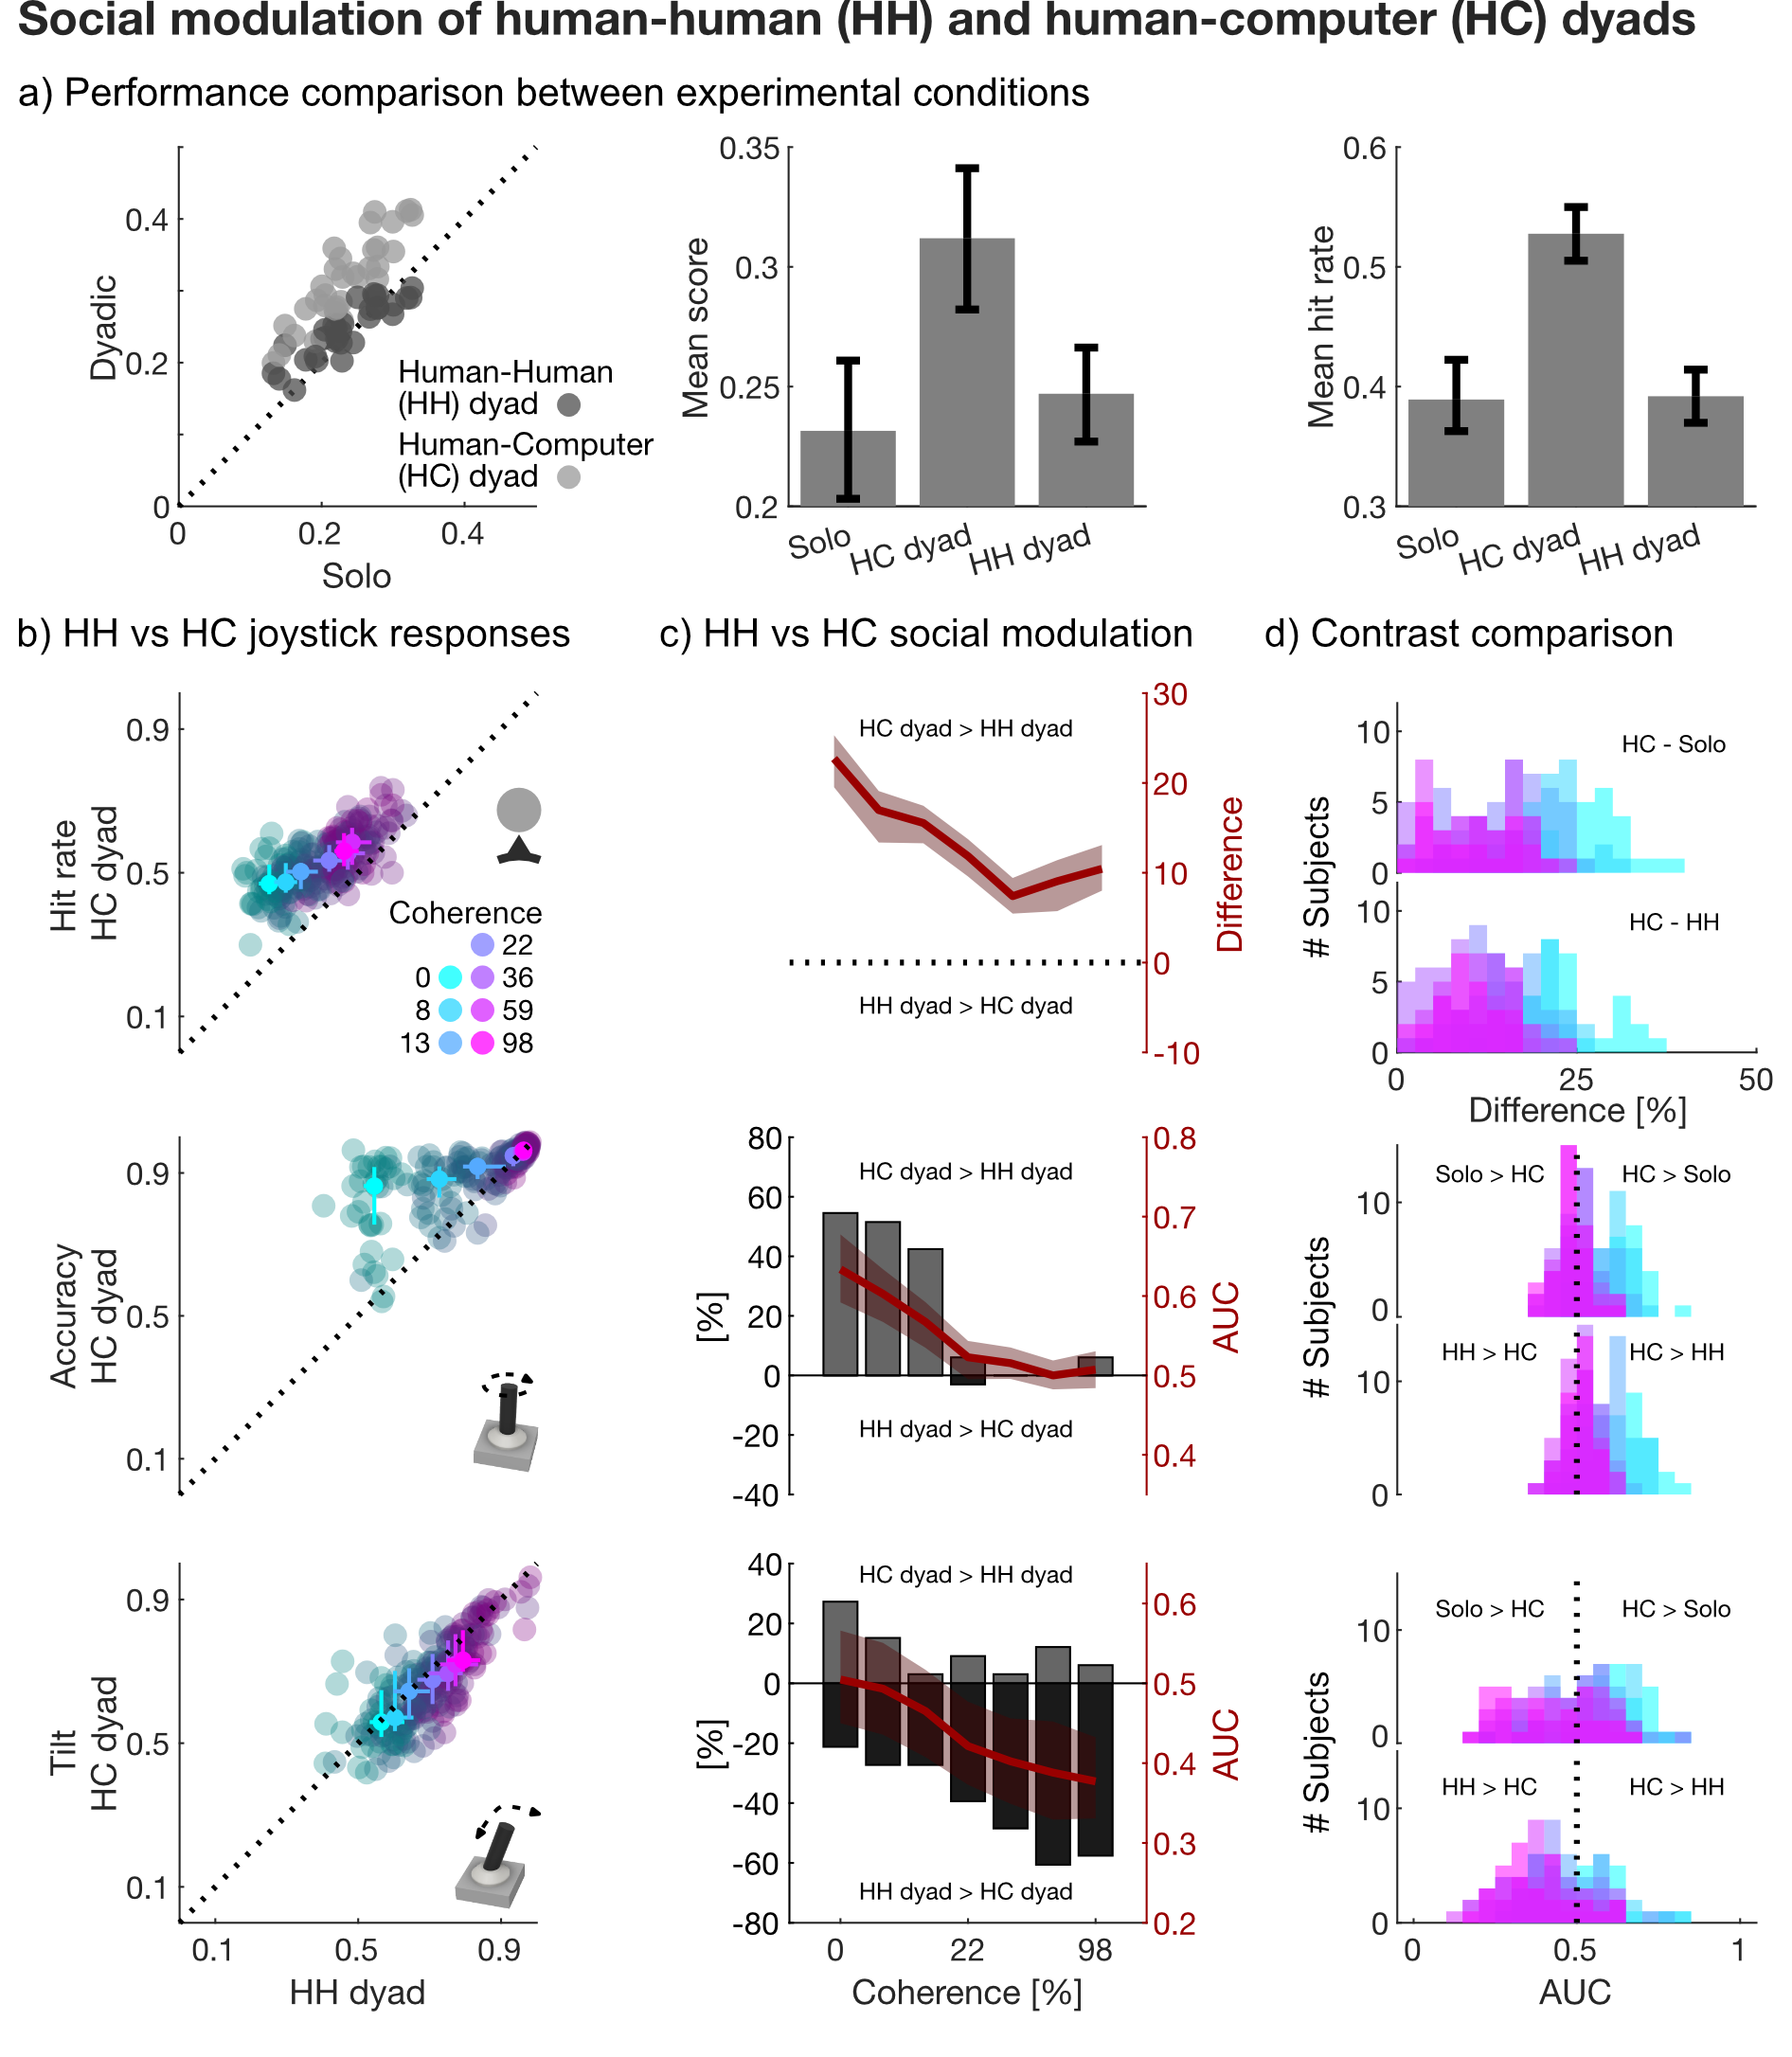 Social modulation of human-human (HH) and human-computer (HC) dyads
a) Performance comparison between experimental conditions
0.4
0.2
0
Dyadic
0
0.2
0.4
Solo
Human-Human
(HH) dyad
Human-Computer
(HC) dyad
0.35
0.3
0.25
0.2
Mean score
Solo
HC dyad
HH dyad
0.6
0.5
0.4
0.3
Mean hit rate
Solo
HC dyad
HH dyad
b) HH vs HC joystick responses
0.9
0.5
0.1
Hit rate
HC dyad
Coherence
22
0
36
8
59
13
98
0.9
0.5
0.1
Accuracy
HC dyad
0.9
0.5
0.1
Tilt
HC dyad
0.1
0.5
0.9
HH dyad
c) HH vs HC social modulation
HC dyad > HH dyad
HH dyad > HC dyad
30
20
10
0
-10
Difference
80
60
40
20
0
-20
-40
[%]
HC dyad > HH dyad
HH dyad > HC dyad
0.8
0.7
0.6
0.5
0.4
AUC
40
20
0
-20
-40
-60
-80
[%]
HC dyad > HH dyad
HH dyad > HC dyad
0.6
0.5
0.4
0.3
0.2
AUC
0
22
98
Coherence [%]
d) Contrast comparison
10
5
0
HC - Solo
10
5
0
HC - HH
# Subjects
0
25
50
Difference [%]
10
0
Solo > HC
HC > Solo
10
0
HH > HC
HC > HH
# Subjects
10
0
Solo > HC
HC > Solo
10
0
HH > HC
HC > HH
# Subjects
0
0.5
1
AUC